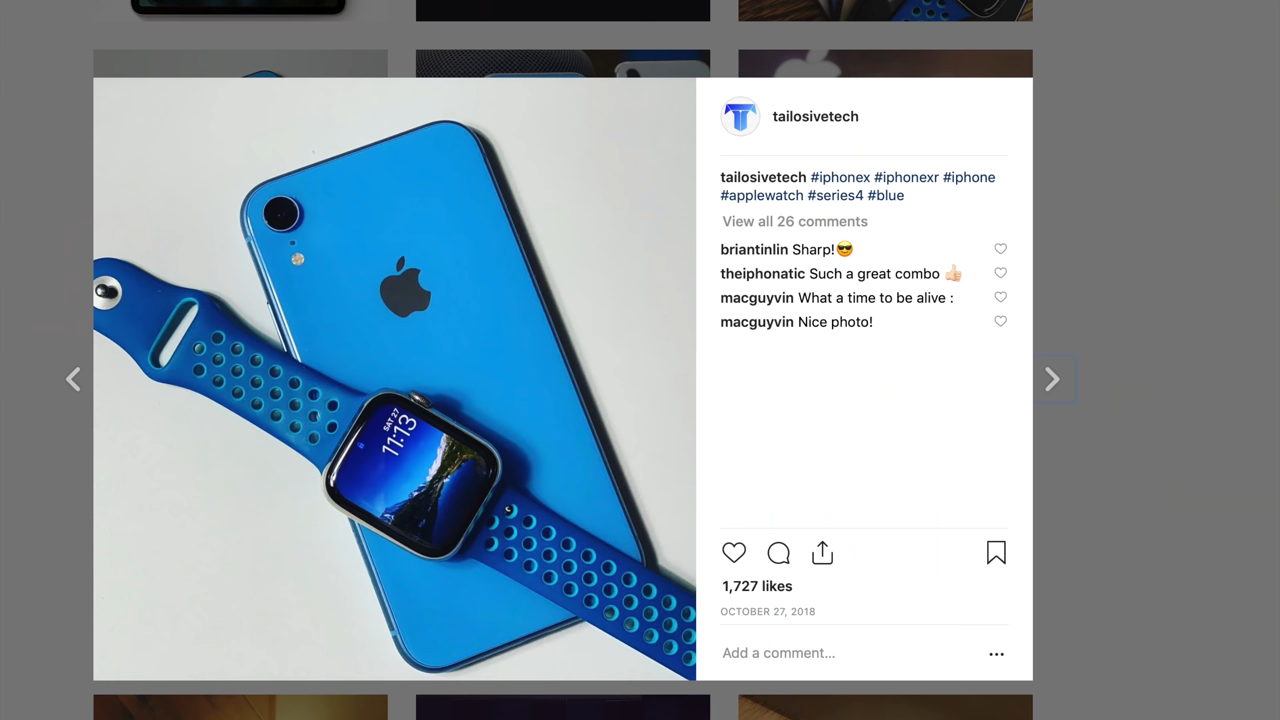 tailosivetech
tailosivetech #iphonex #iphonexr #iphone
#applewatch #series4 #blue
View all 26 comments
briantinlin Sharp!😎
theiphonatic Such a great combo 👍🏻
macguyvin What a time to be alive :
macguyvin Nice photo!
SAT 27
11:13
1,727 likes
OCTOBER 27, 2018
Add a comment...